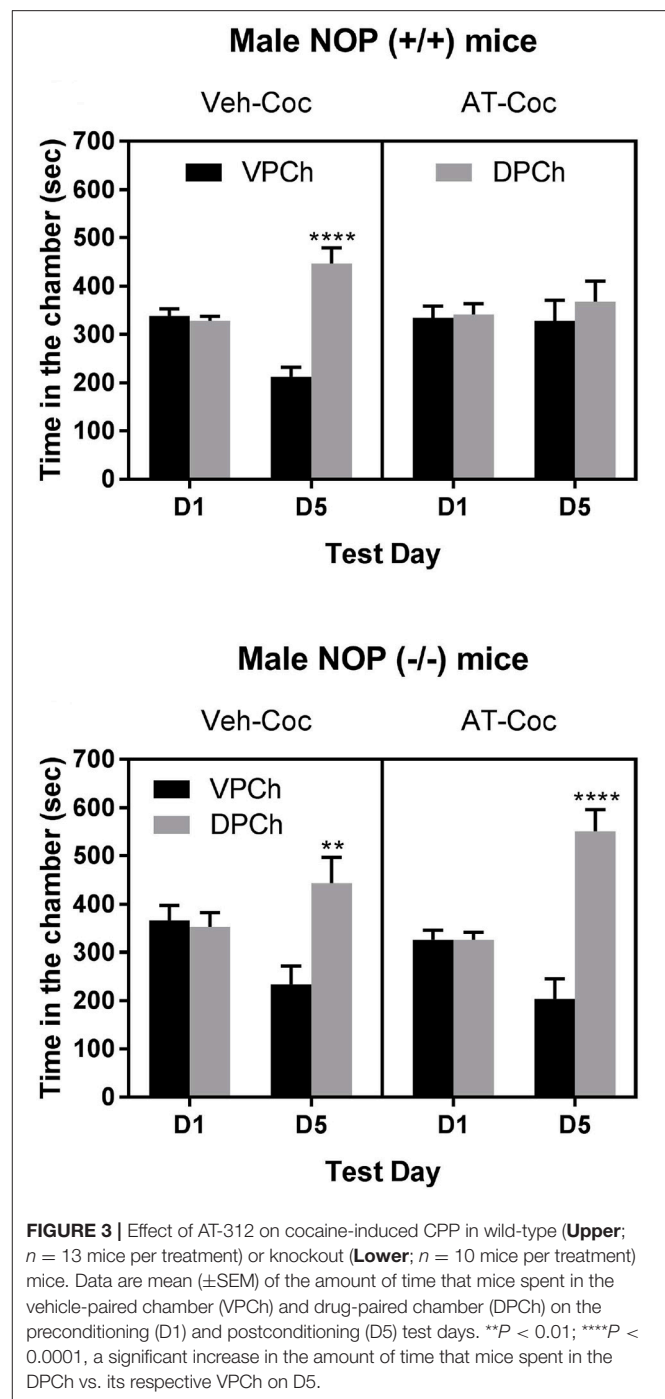 Male NOP (+/+) mice
Veh-Coc AT-Coc
Time in the chamber (sec)
700
600
500
400
300
200
100
0
VPCh DPCh
****
D1 D5 D1 D5
Test Day
Male NOP (-/-) mice
Veh-Coc AT-Coc
Time in the chamber (sec)
700
600
500
400
300
200
100
0
VPCh
DPCh
**
****
D1 D5 D1 D5
Test Day
FIGURE 3 | Effect of AT-312 on cocaine-induced CPP in wild-type (Upper;
n = 13 mice per treatment) or knockout (Lower; n = 10 mice per treatment)
mice. Data are mean (±SEM) of the amount of time that mice spent in the
vehicle-paired chamber (VPCh) and drug-paired chamber (DPCh) on the
preconditioning (D1) and postconditioning (D5) test days. **P < 0.01; ****P <
0.0001, a significant increase in the amount of time that mice spent in the
DPCh vs. its respective VPCh on D5.